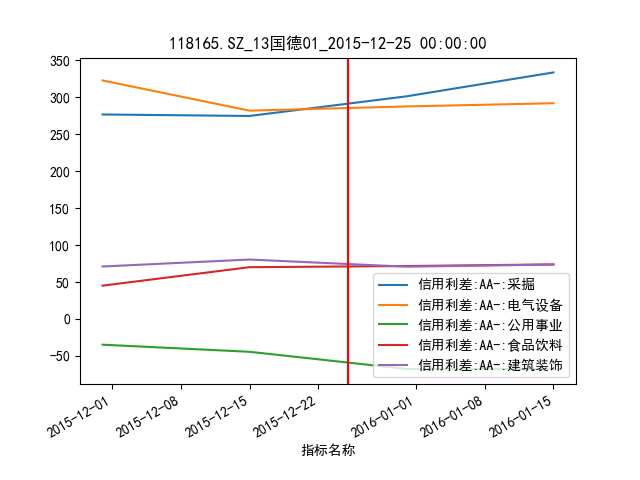 118165.SZ_13国德01_2015-12-25 00:00:00
350
300
250
200
150
100
50
0
−50
信用利差:AA-:采掘
信用利差:AA-:电气设备
信用利差:AA-:公用事业
信用利差:AA-:食品饮料
信用利差:AA-:建筑装饰
2015-12-01
2015-12-08
2015-12-15
2015-12-22
2016-01-01
2016-01-08
2016-01-15
指标名称